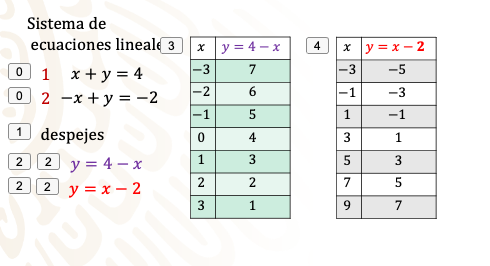 Sistema de
ecuaciones lineale
0 1 x + y = 4
0 2 −x + y = −2
1 despejes
2 2 y = 4 − x
2 2 y = x − 2
3
x y = 4 − x
−3 7
−2 6
−1 5
0 4
1 3
2 2
3 1
4
x y = x − 2
−3 −5
−1 −3
1 −1
3 1
5 3
7 5
9 7